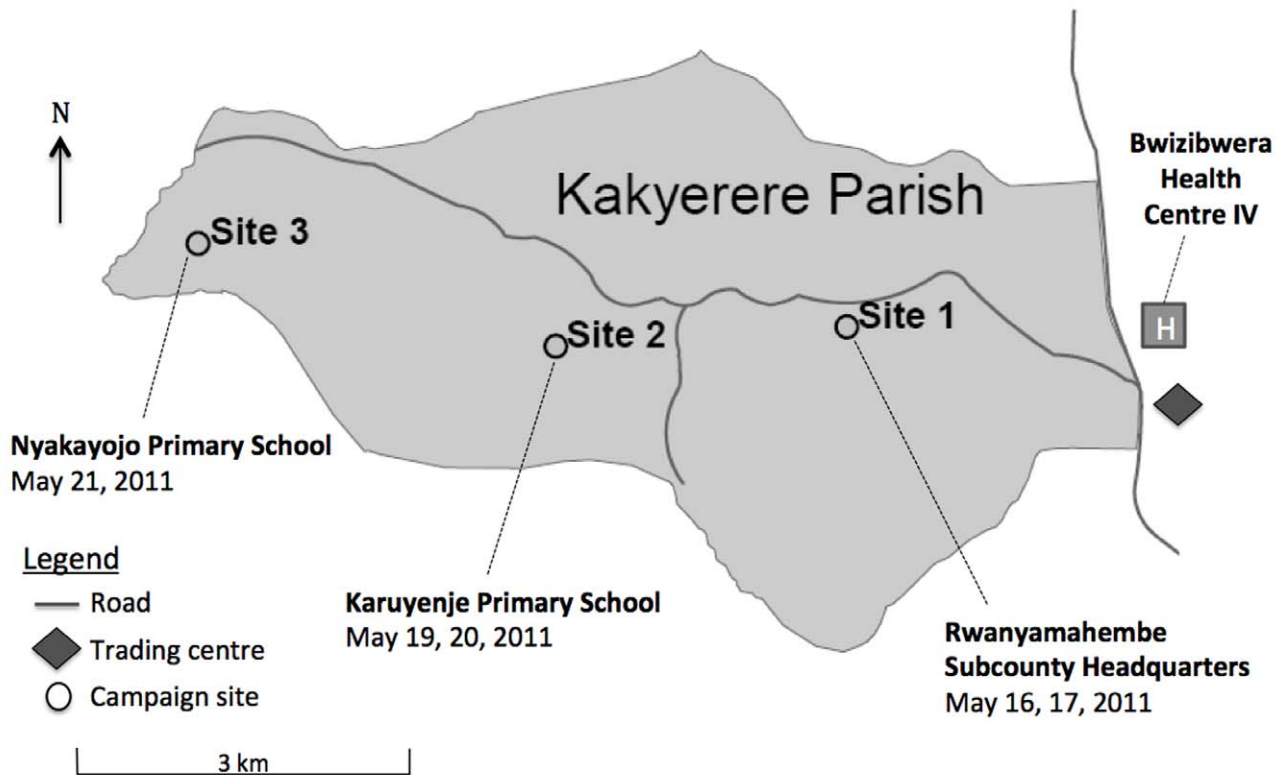 N
Bwizibwera
Health
Centre IV
Kakyerere Parish
Site 3
Site 1
H
Site 2
Nyakayojo Primary School
May 21, 2011
Karuyenje Primary School
May 19, 20, 2011
Rwanyamahembe
Subcounty Headquarters
May 16, 17, 2011
Legend
Road
Trading centre
Campaign site
3 km